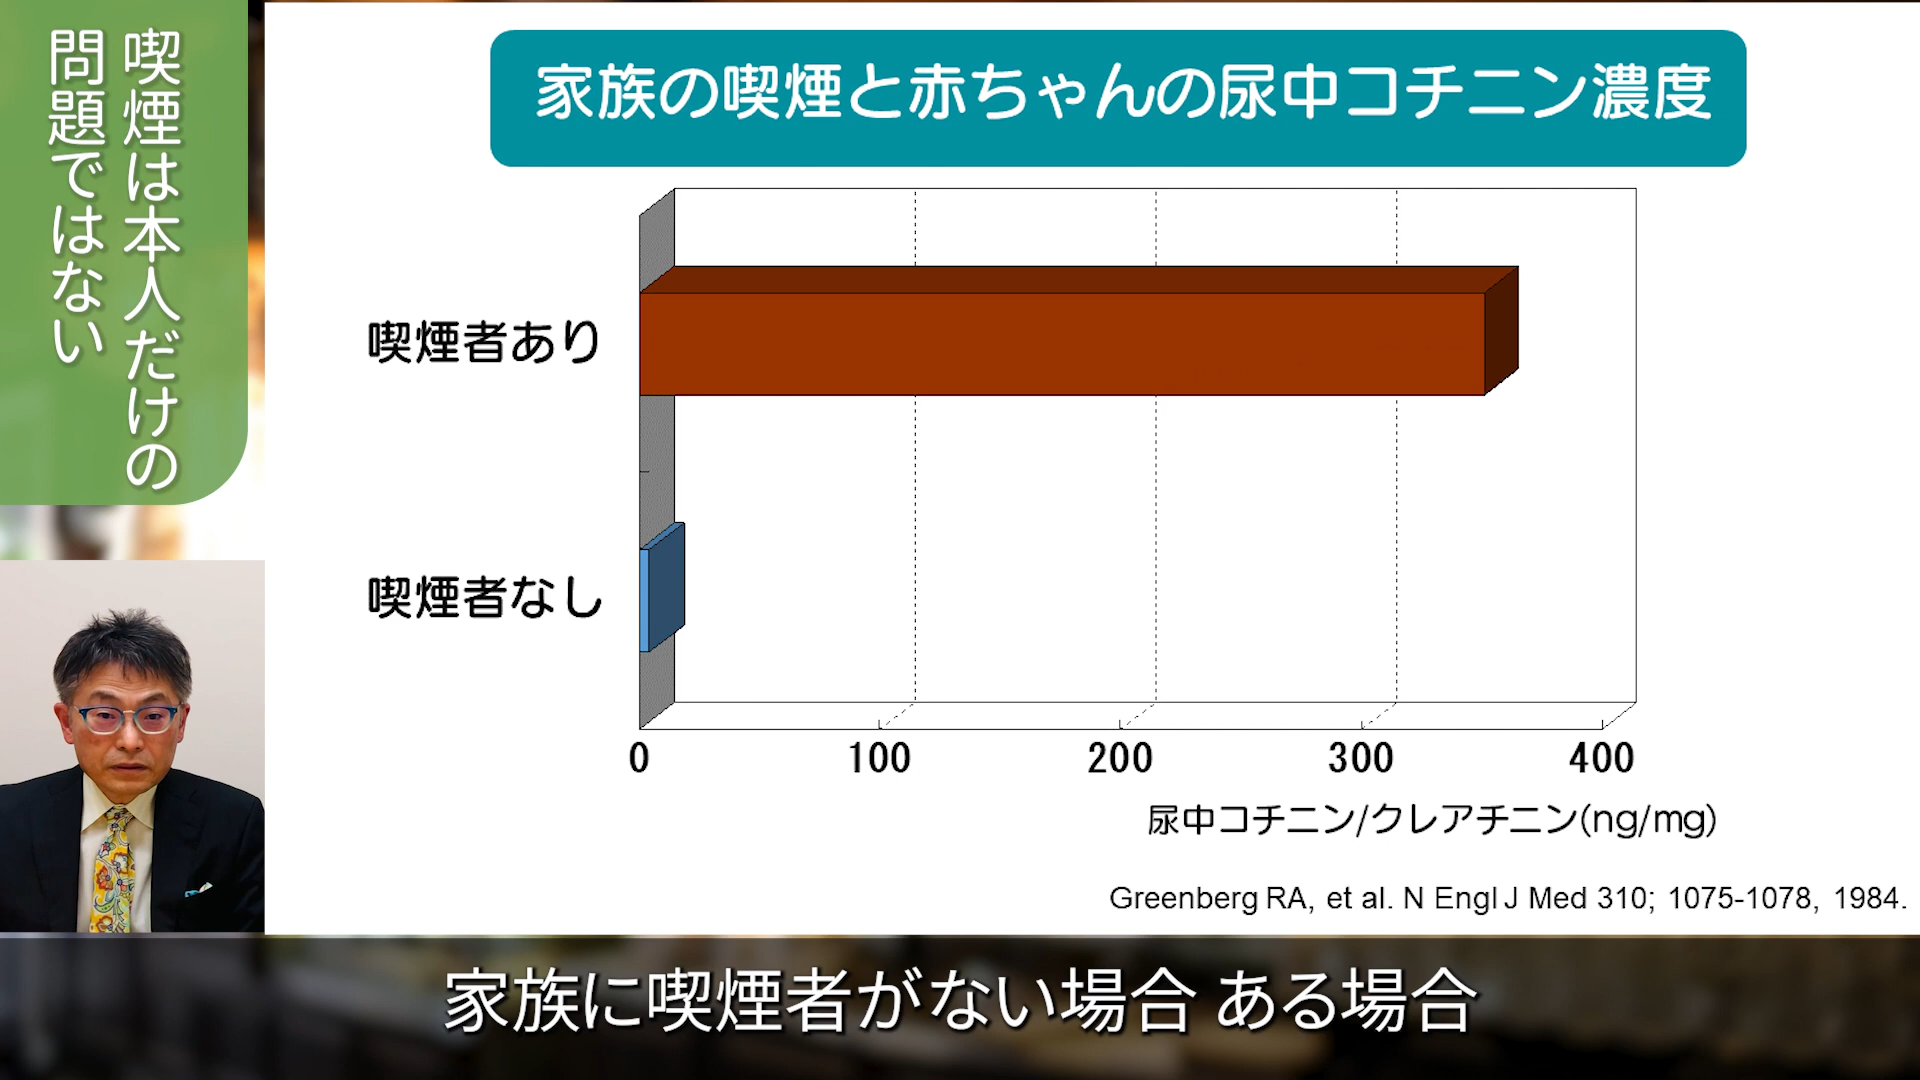 喫煙は本人だけの
問題ではない
家族の喫煙と赤ちゃんの尿中コチニン濃度
喫煙者あり
喫煙者なし
0 100 200 300 400
尿中コチニン/クレアチニン(ng/mg)
Greenberg RA, et al. N Engl J Med 310; 1075-1078, 1984.
家族に喫煙者がない場合 ある場合